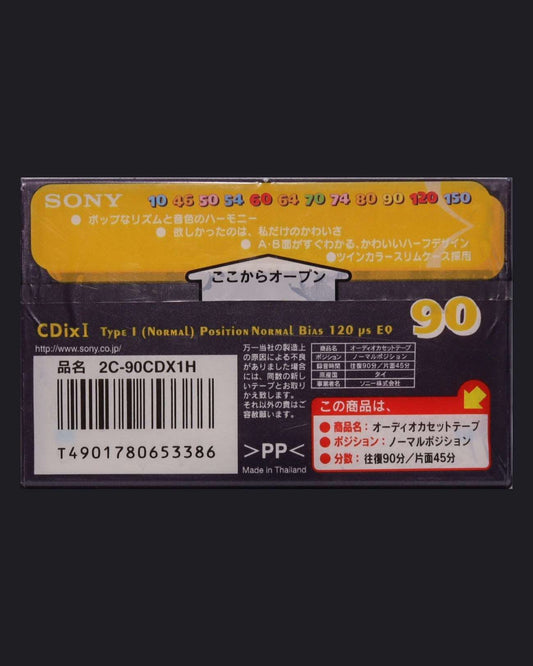 SONY
10 46 50 54 60 64 70 74 80 90 120 150
● ポップなリズムと音色のハーモニー
● 欲しかったのは、私だけのかわいさ
● A・B面がすぐわかる、かわいいハーフデザイン
●ツインカラースリムケース採用
ここからオープン
CDixⅠ Type Ⅰ (Normal) Position Normal Bias 120 μs EQ
90
http://www.sony.co.jp/
品名 2C-90CDX1H
T4901780653386
万一当社の製造上
の原因による不良
がありました場合
には、同数の新し
いテープとお取り
かえ致します。
それ以外の責はご
容赦願います。
>PP<
Made in Thailand
商品名 オーディオカセットテープ
ポジション ノーマルポジション
録音時間 往復90分/片面45分
原産国 タイ
事業者名 ソニー株式会社
この商品は、
● 商品名：オーディオカセットテープ
● ポジション：ノーマルポジション
● 分数：往復90分／片面45分